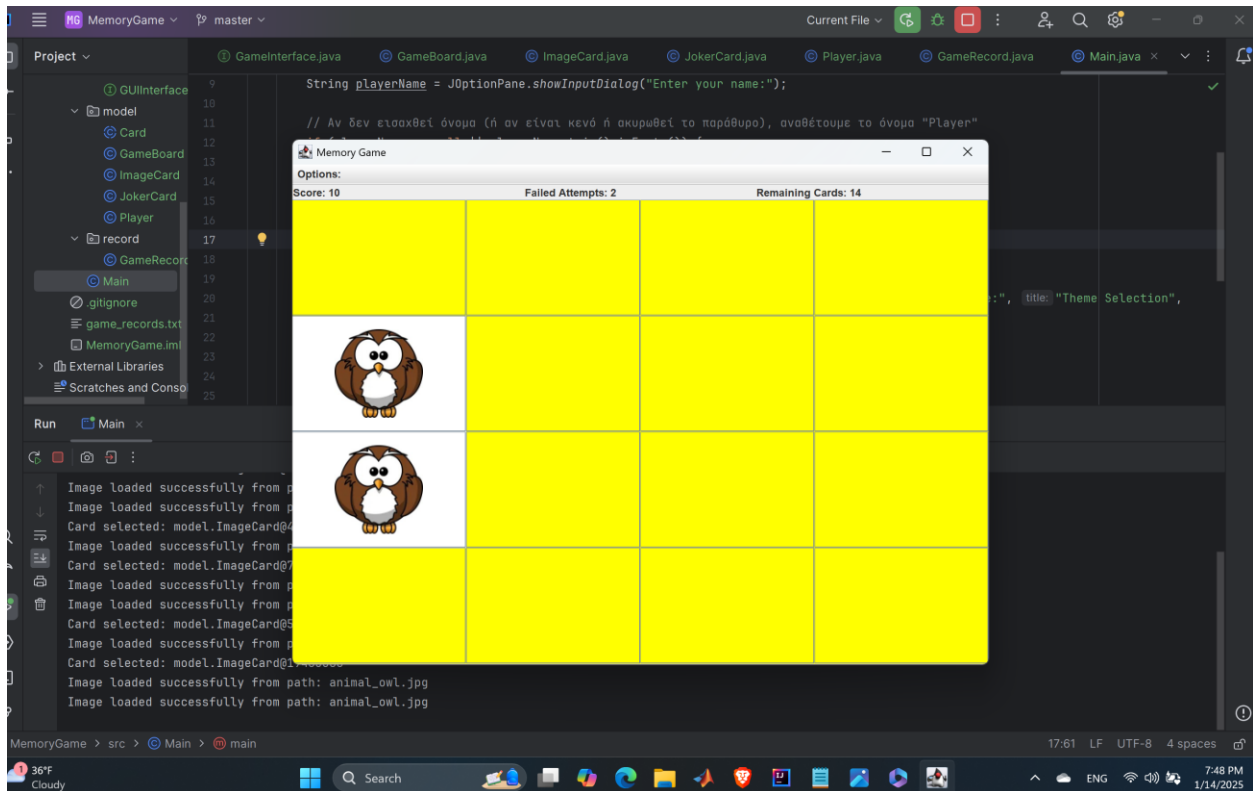 MG MemoryGame master Current File
Project
GameInterface.java GameBoard.java ImageCard.java JokerCard.java Player.java GameRecord.java Main.java
GUIInterface
model
Card
GameBoard
ImageCard
JokerCard
Player
record
GameRecord
Main
.gitignore
game_records.txt
MemoryGame.iml
External Libraries
Scratches and Conso
9 String playerName = JOptionPane.showInputDialog("Enter your name:");
10
11 // Αν δεν εισαχθεί όνομα (ή αν είναι κενό ή ακυρωθεί το παράθυρο), αναθέτουμε το όνομα "Player"
12
13
14
15
16
17
18
19
20 :", title: "Theme Selection",
21
22
23
24
25
Memory Game
Options:
Score: 10 Failed Attempts: 2 Remaining Cards: 14
Run Main
Image loaded successfully from p
Image loaded successfully from p
Card selected: model.ImageCard@4
Image loaded successfully from p
Card selected: model.ImageCard@7
Image loaded successfully from p
Image loaded successfully from p
Card selected: model.ImageCard@5
Image loaded successfully from p
Card selected: model.ImageCard@1
Image loaded successfully from path: animal_owl.jpg
Image loaded successfully from path: animal_owl.jpg
MemoryGame > src > Main > main 17:61 LF UTF-8 4 spaces
1 36°F
Cloudy
Search
ENG
7:48 PM
1/14/2025